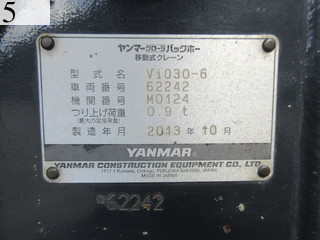 5
ヤンマークローラバックホー
移動式クレーン
型式名 ViO30-6
車両番号 62242
機関番号 M0124
つり上げ荷重 0.9 t
(最大の定格荷重)
製造年月 2013年10月
YANMAR
YANMAR CONSTRUCTION EQUIPMENT CO., LTD.
MADE IN JAPAN
62242